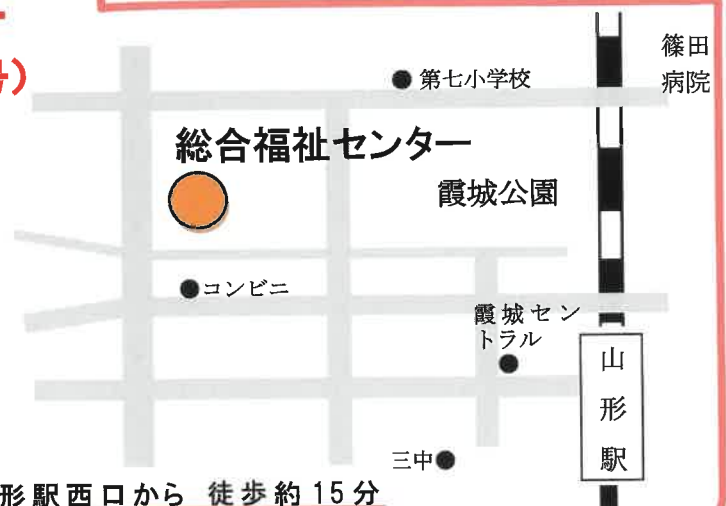 号)
篠田
病院
第七小学校
総合福祉センター
霞城公園
コンビニ
霞城セン
トラル
山形駅
三中
形駅西口から 徒歩約15分